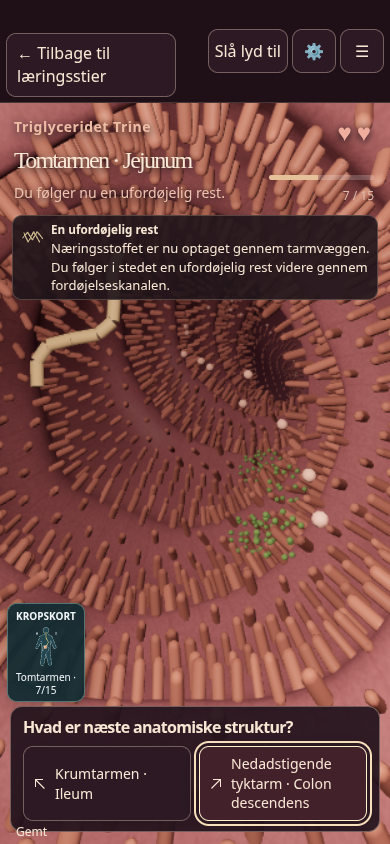 ← Tilbage til
læringsstier
Slå lyd til
Triglyceridet Trine
Tomtarmen · Jejunum
Du følger nu en ufordøjelig rest.
7 / 15
En ufordøjelig rest
Næringsstoffet er nu optaget gennem tarmvæggen.
Du følger i stedet en ufordøjelig rest videre gennem
fordøjelseskanalen.
KROPSKORT
Tomtarmen ·
7/15
Hvad er næste anatomiske struktur?
Krumtarmen ·
Ileum
Nedadstigende
tyktarm · Colon
descendens
Gemt